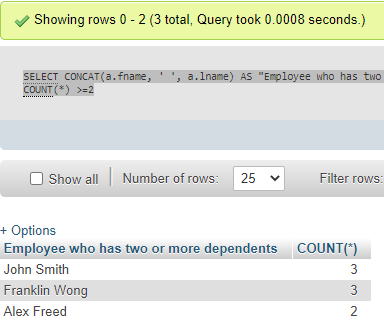 Showing rows 0 - 2 (3 total, Query took 0.0008 seconds.)
SELECT CONCAT(a.fname, ' ', a.lname) AS "Employee who has two
COUNT(*) >=2
Show all Number of rows: 25 Filter rows:
+ Options
Employee who has two or more dependents COUNT(*)
John Smith 3
Franklin Wong 3
Alex Freed 2